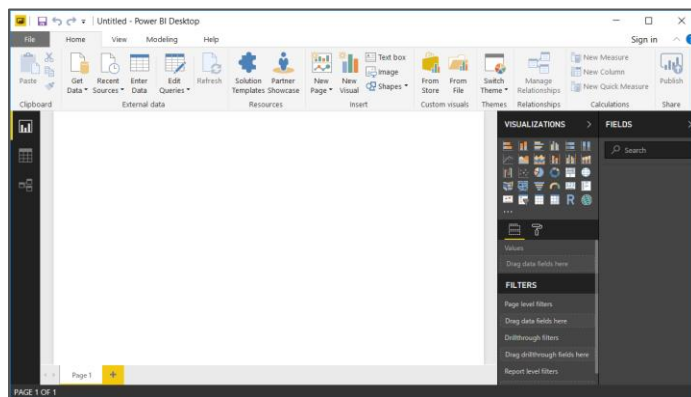 Untitled - Power BI Desktop
File Home View Modeling Help Sign in
Paste
Get Data
Recent Sources
Enter Data
Edit Queries
Refresh
Solution Templates
Partner Showcase
New Page
New Visual
Text box
Image
Shapes
From Store
From File
Switch Theme
Manage Relationships
New Measure
New Column
New Quick Measure
Publish
Clipboard External data Resources Insert Custom visuals Themes Relationships Calculations Share
VISUALIZATIONS
FIELDS
Search
R
Values
Drag data fields here
FILTERS
Page level filters
Drag data fields here
Drillthrough filters
Drag drillthrough fields here
Report level filters
Page 1
PAGE 1 OF 1